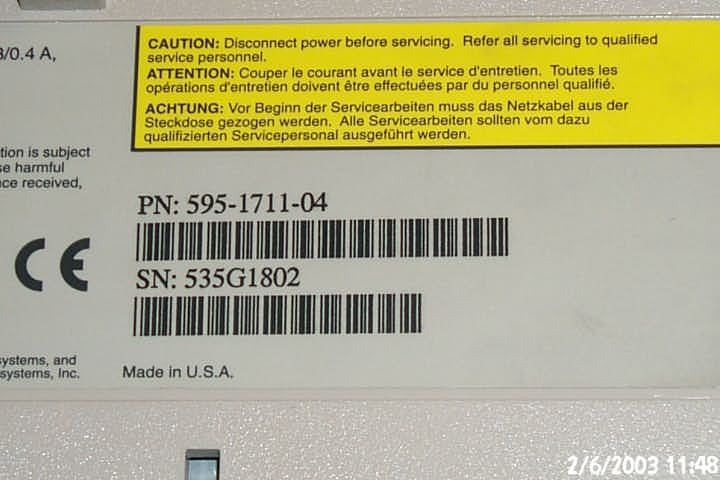 /0.4 A,
CAUTION: Disconnect power before servicing. Refer all servicing to qualified
service personnel.
ATTENTION: Couper le courant avant le service d'entretien. Toutes les
opérations d'entretien doivent être effectuées par du personnel qualifié.
ACHTUNG: Vor Beginn der Servicearbeiten muss das Netzkabel aus der
Steckdose gezogen werden. Alle Servicearbeiten sollten vom dazu
qualifizierten Servicepersonal ausgeführt werden.
tion is subject
se harmful
nce received,
PN: 595-1711-04
CE
SN: 535G1802
systems, and
systems, Inc.
Made in U.S.A.
2/6/2003 11:48